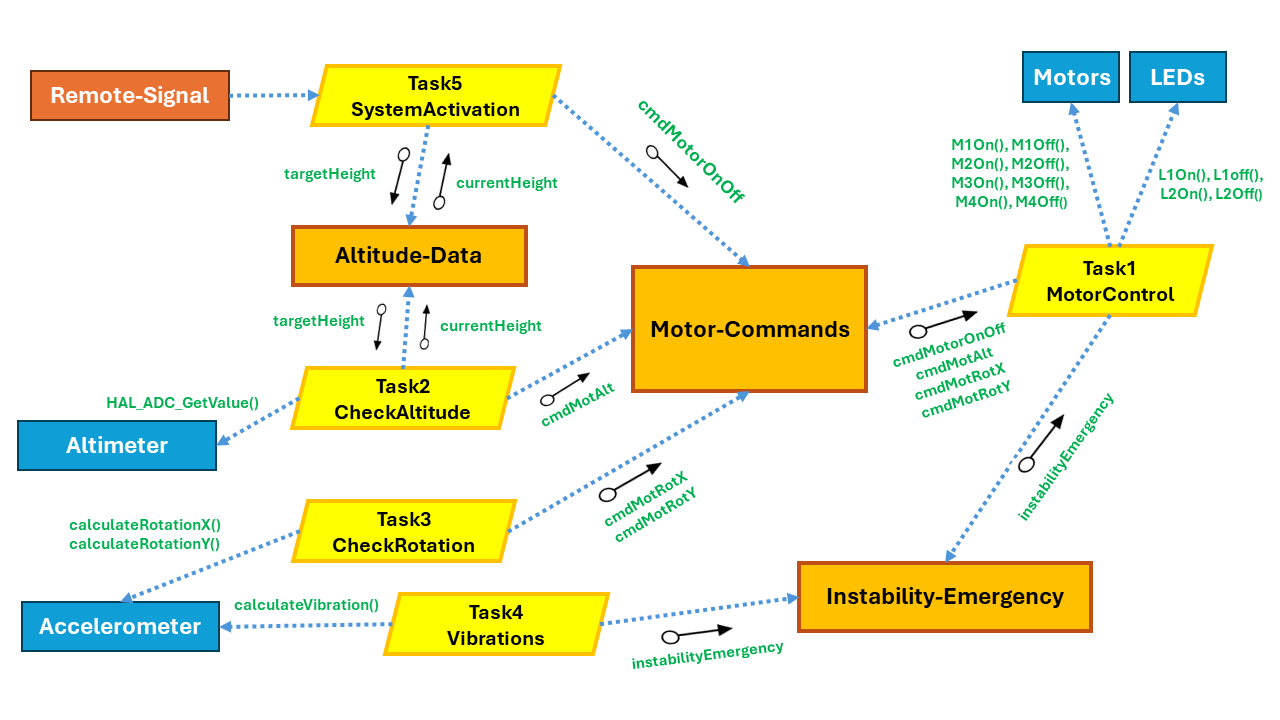 Remote-Signal
Task5
SystemActivation
Motors
LEDs
cmdMotorOnOff
M1On(), M1Off(),
M2On(), M2Off(),
M3On(), M3Off(),
M4On(), M4Off()
L1On(), L1off(),
L2On(), L2Off()
targetHeight
currentHeight
Altitude-Data
Task1
MotorControl
targetHeight
currentHeight
Motor-Commands
cmdMotorOnOff
cmdMotAlt
cmdMotRotX
cmdMotRotY
Task2
CheckAltitude
cmdMotAlt
HAL_ADC_GetValue()
Altimeter
instabilityEmergency
Task3
CheckRotation
cmdMotRotX
cmdMotRotY
calculateRotationX()
calculateRotationY()
Accelerometer
calculateVibration()
Task4
Vibrations
instabilityEmergency
Instability-Emergency